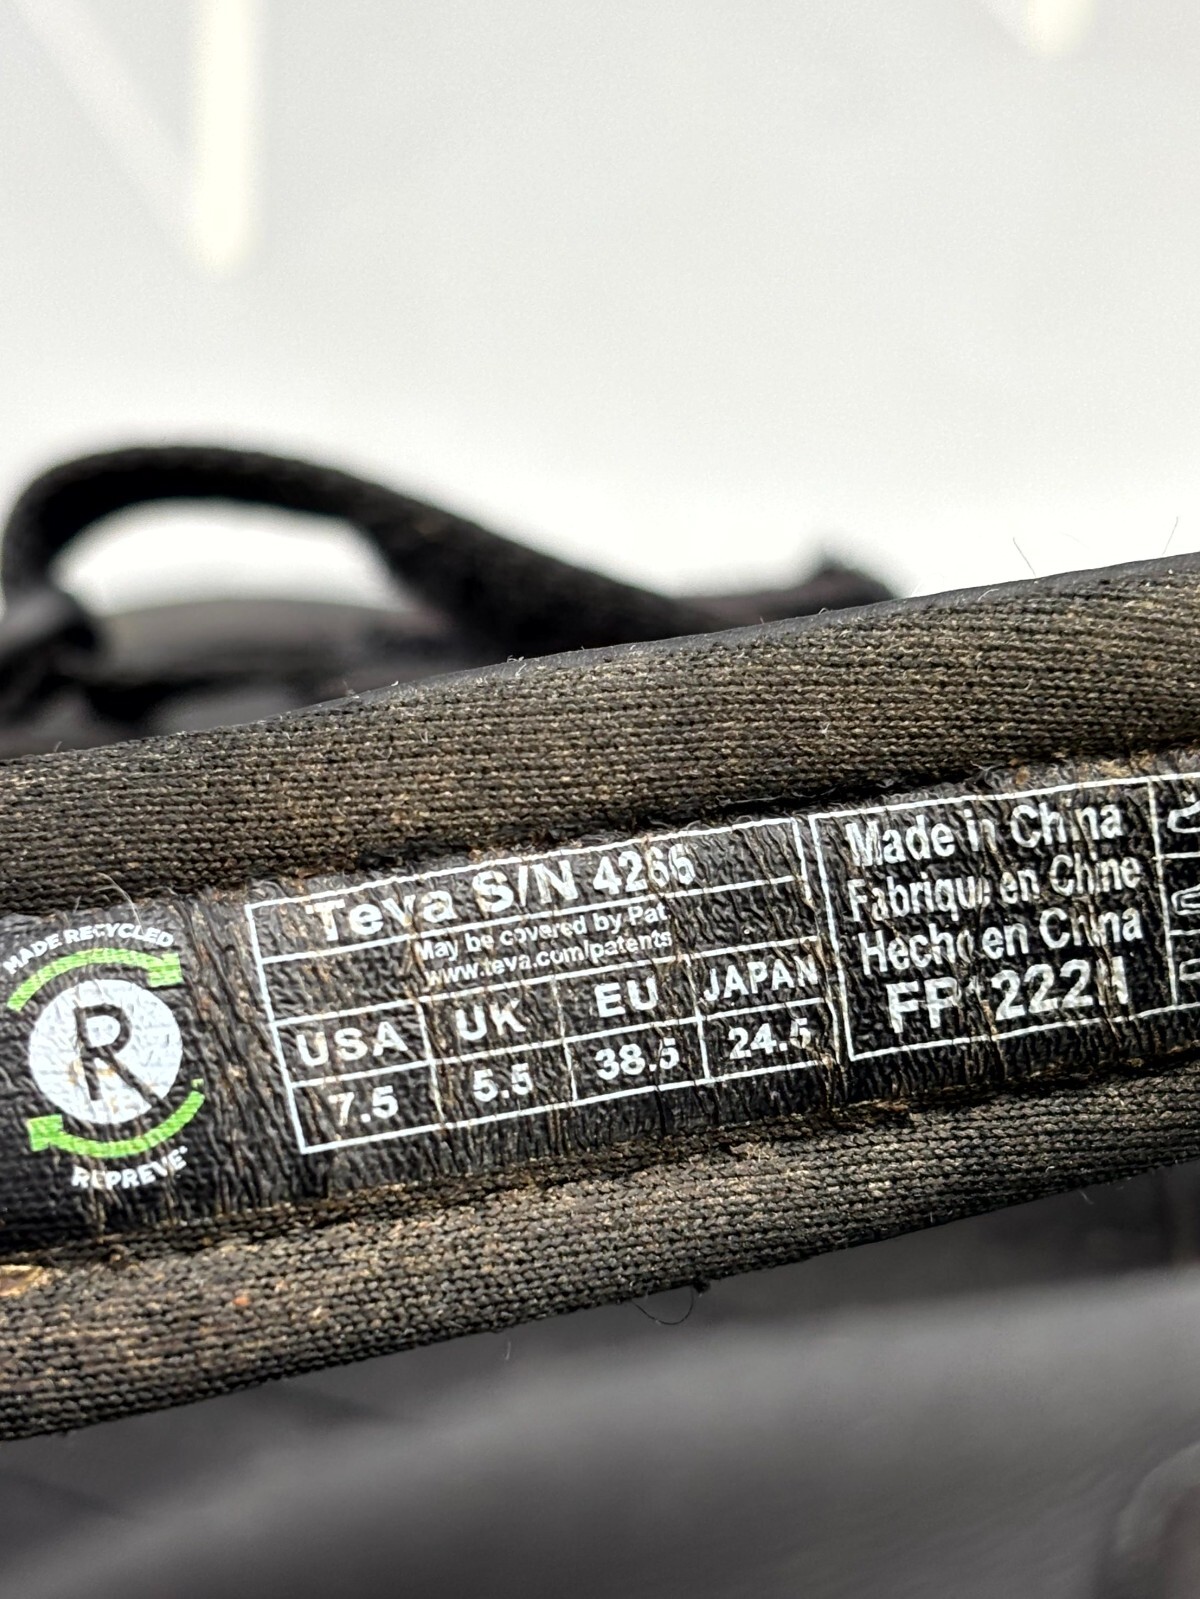 MADE RECYCLED
R
REPREVE
Teva S/N 4266
May be covered by Pat
www.teva.com/patents
USA UK EU JAPAN
7.5 5.5 38.5 24.5
Made in China
Fabriqué en Chine
Hecho en China